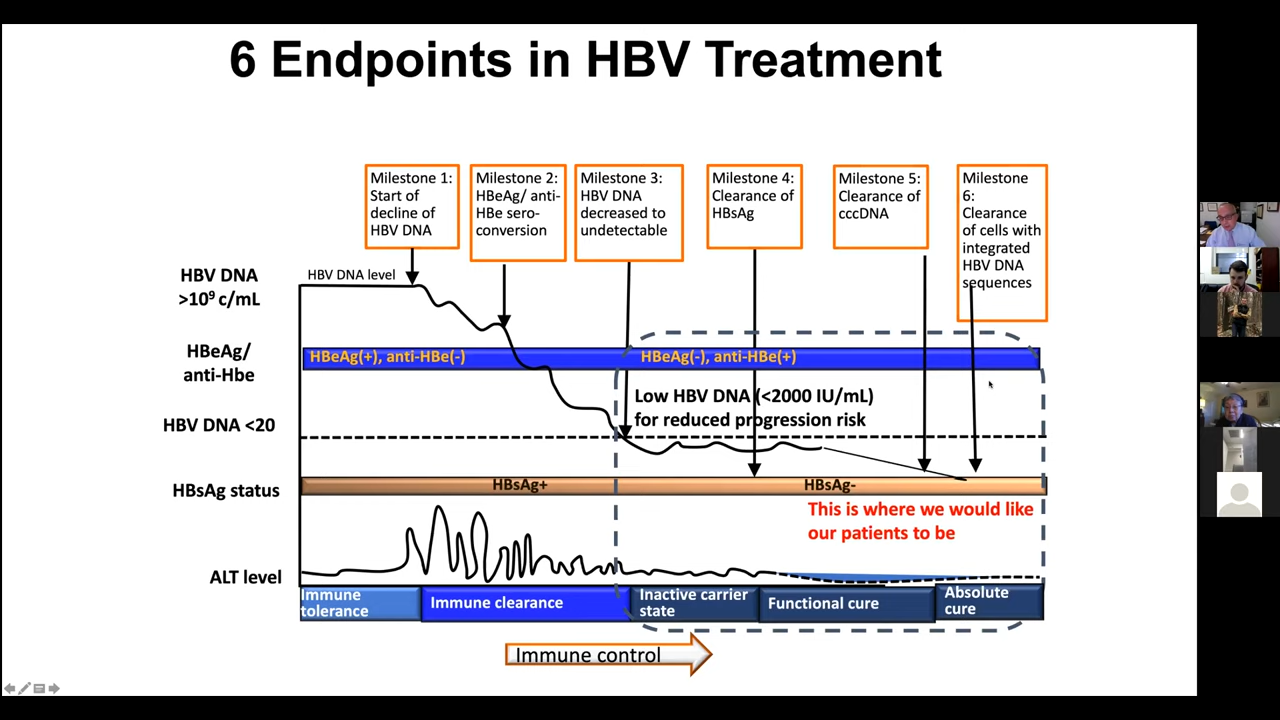 6 Endpoints in HBV Treatment
Milestone 1:
Start of
decline of
HBV DNA
Milestone 2:
HBeAg/ anti-
HBe sero-
conversion
Milestone 3:
HBV DNA
decreased to
undetectable
Milestone 4:
Clearance of
HBsAg
Milestone 5:
Clearance of
cccDNA
Milestone
6:
Clearance
of cells with
integrated
HBV DNA
sequences
HBV DNA
>10⁹ c/mL
HBV DNA level
HBeAg/
anti-Hbe
HBeAg(+), anti-HBe(-)
HBeAg(-), anti-HBe(+)
Low HBV DNA (<2000 IU/mL)
for reduced progression risk
HBV DNA <20
HBsAg status
HBsAg+
HBsAg-
This is where we would like
our patients to be
ALT level
Immune
tolerance
Immune clearance
Inactive carrier
state
Functional cure
Absolute
cure
Immune control